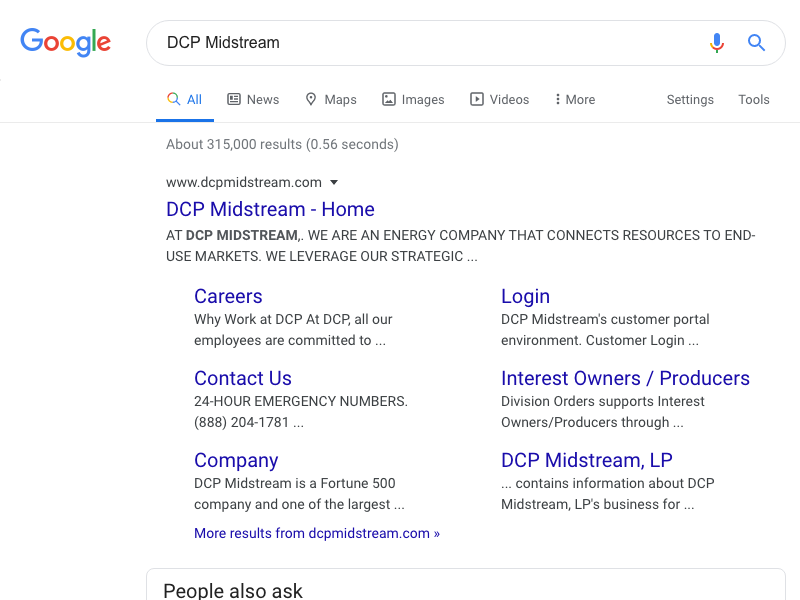 Google
DCP Midstream
All News Maps Images Videos More Settings Tools
About 315,000 results (0.56 seconds)
www.dcpmidstream.com
DCP Midstream - Home
AT DCP MIDSTREAM,. WE ARE AN ENERGY COMPANY THAT CONNECTS RESOURCES TO END-
USE MARKETS. WE LEVERAGE OUR STRATEGIC ...
Careers
Why Work at DCP At DCP, all our
employees are committed to ...
Login
DCP Midstream's customer portal
environment. Customer Login ...
Contact Us
24-HOUR EMERGENCY NUMBERS.
(888) 204-1781 ...
Interest Owners / Producers
Division Orders supports Interest
Owners/Producers through ...
Company
DCP Midstream is a Fortune 500
company and one of the largest ...
DCP Midstream, LP
... contains information about DCP
Midstream, LP's business for ...
More results from dcpmidstream.com »
People also ask